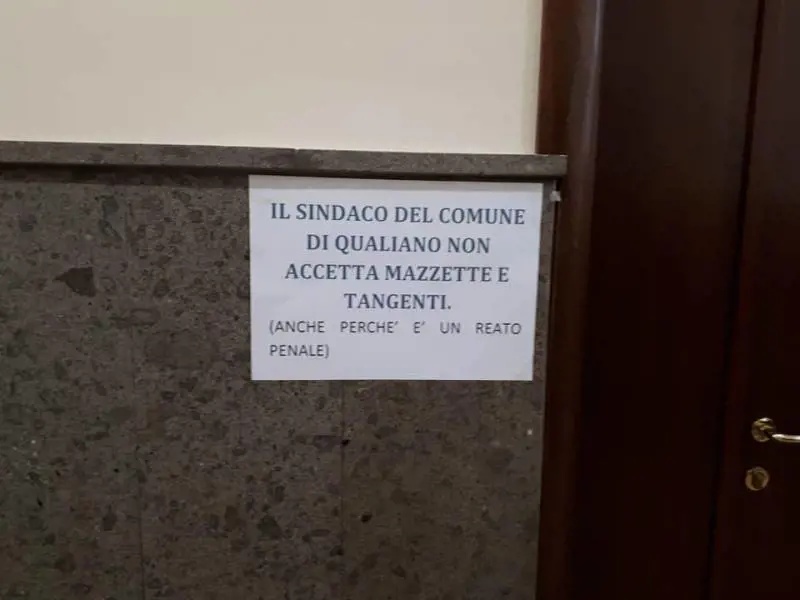 IL SINDACO DEL COMUNE
DI QUALIANO NON
ACCETTA MAZZETTE E
TANGENTI.
(ANCHE PERCHE' E' UN REATO
PENALE)